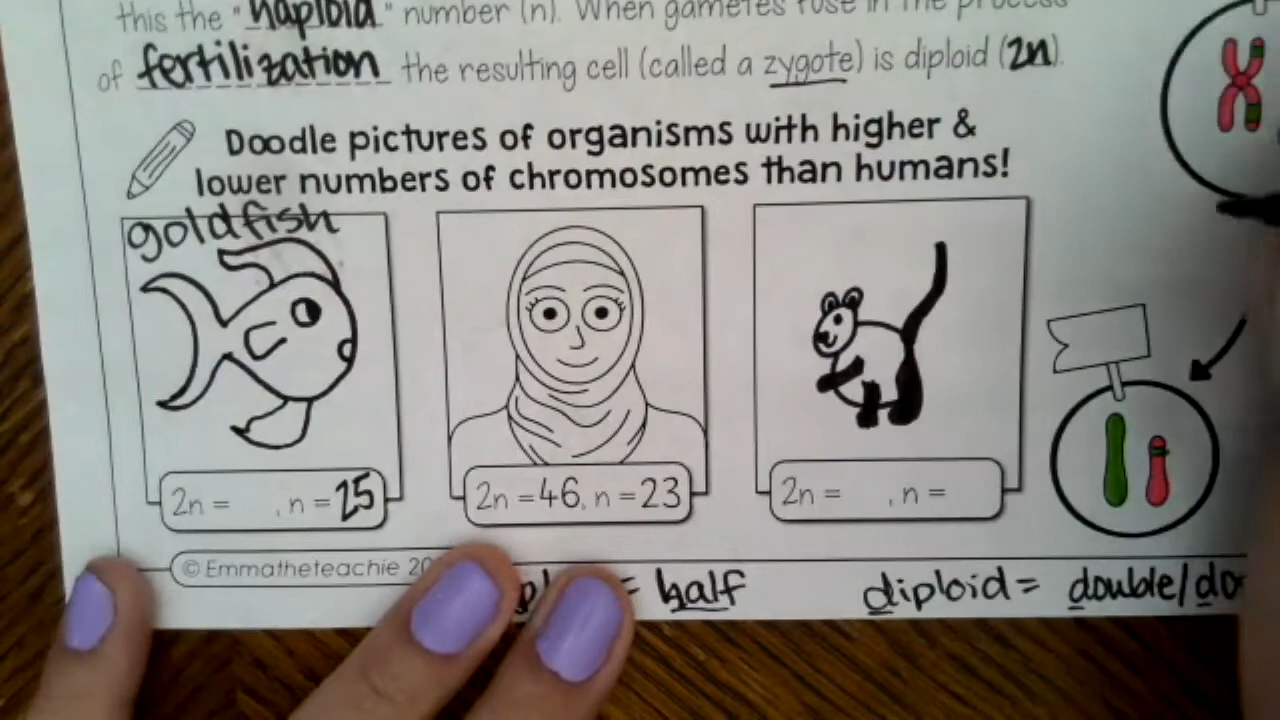 this the "haploid" number (n). When gametes fuse in the process
of fertilization the resulting cell (called a zygote) is diploid (2n).
Doodle pictures of organisms with higher &
lower numbers of chromosomes than humans!
goldfish
2n = , n = 25
2n = 46, n = 23
2n = , n =
© Emmatheteachie 20
= half
diploid = double/do